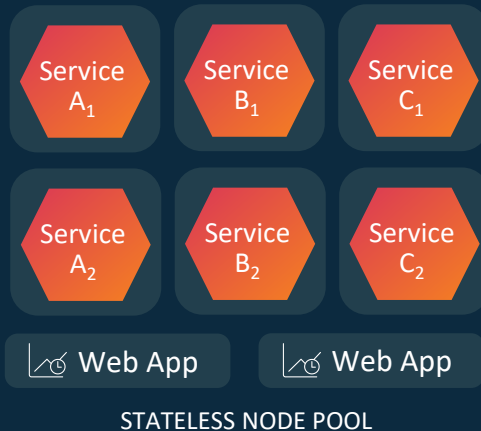 Service
A₁
Service
B₁
Service
C₁
Service
A₂
Service
B₂
Service
C₂
Web App
Web App
STATELESS NODE POOL